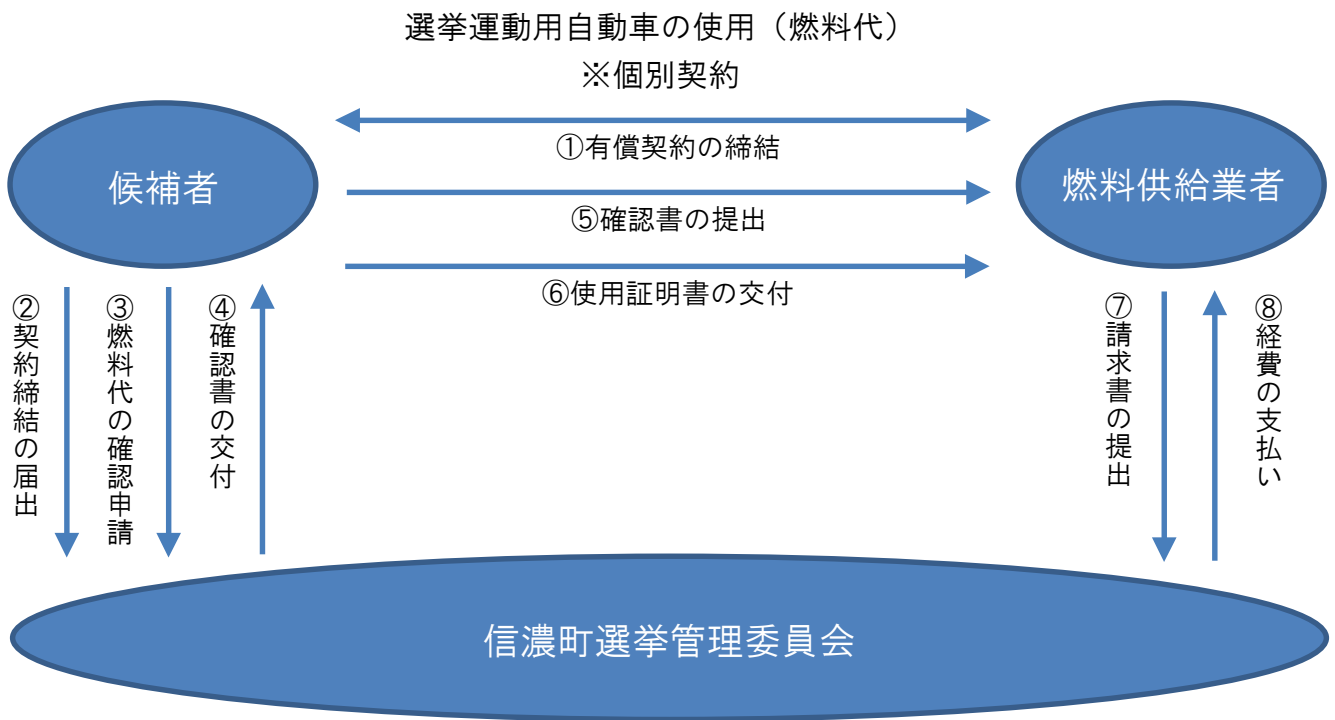 選挙運動用自動車の使用（燃料代）
※個別契約
①有償契約の締結
候補者
燃料供給業者
⑤確認書の提出
⑥使用証明書の交付
②契約締結の届出
③燃料代の確認申請
④確認書の交付
⑦請求書の提出
⑧経費の支払い
信濃町選挙管理委員会